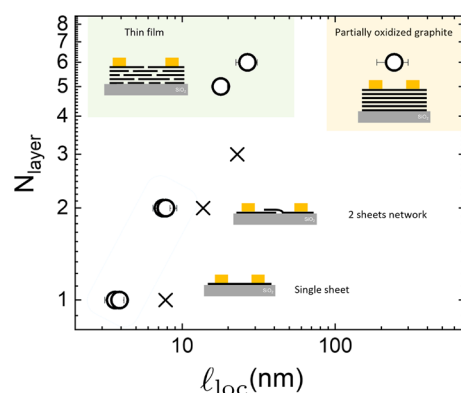 Thin film
Partially oxidized graphite
SiO₂
SiO₂
2 sheets network
SiO₂
Single sheet
SiO₂
N_layer
8
7
6
5
4
3
2
1
10
100
ℓ_loc(nm)